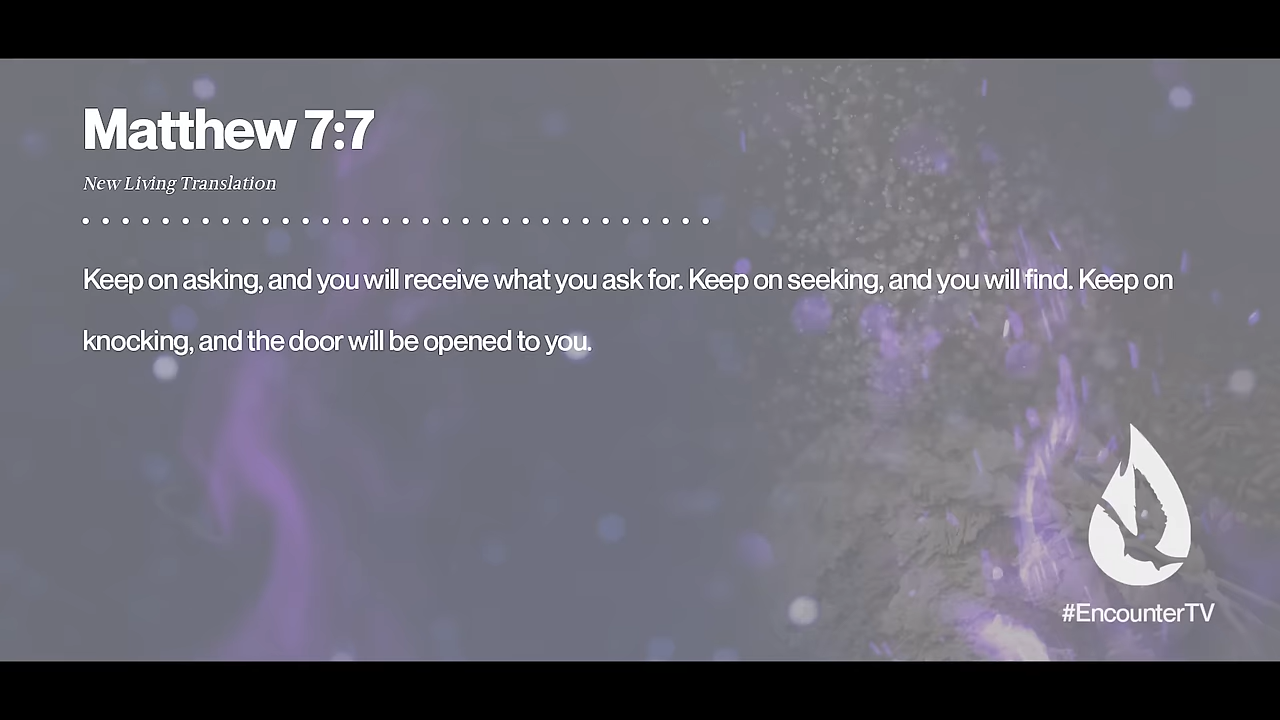 Matthew 7:7
New Living Translation
Keep on asking, and you will receive what you ask for. Keep on seeking, and you will find. Keep on
knocking, and the door will be opened to you.
#EncounterTV